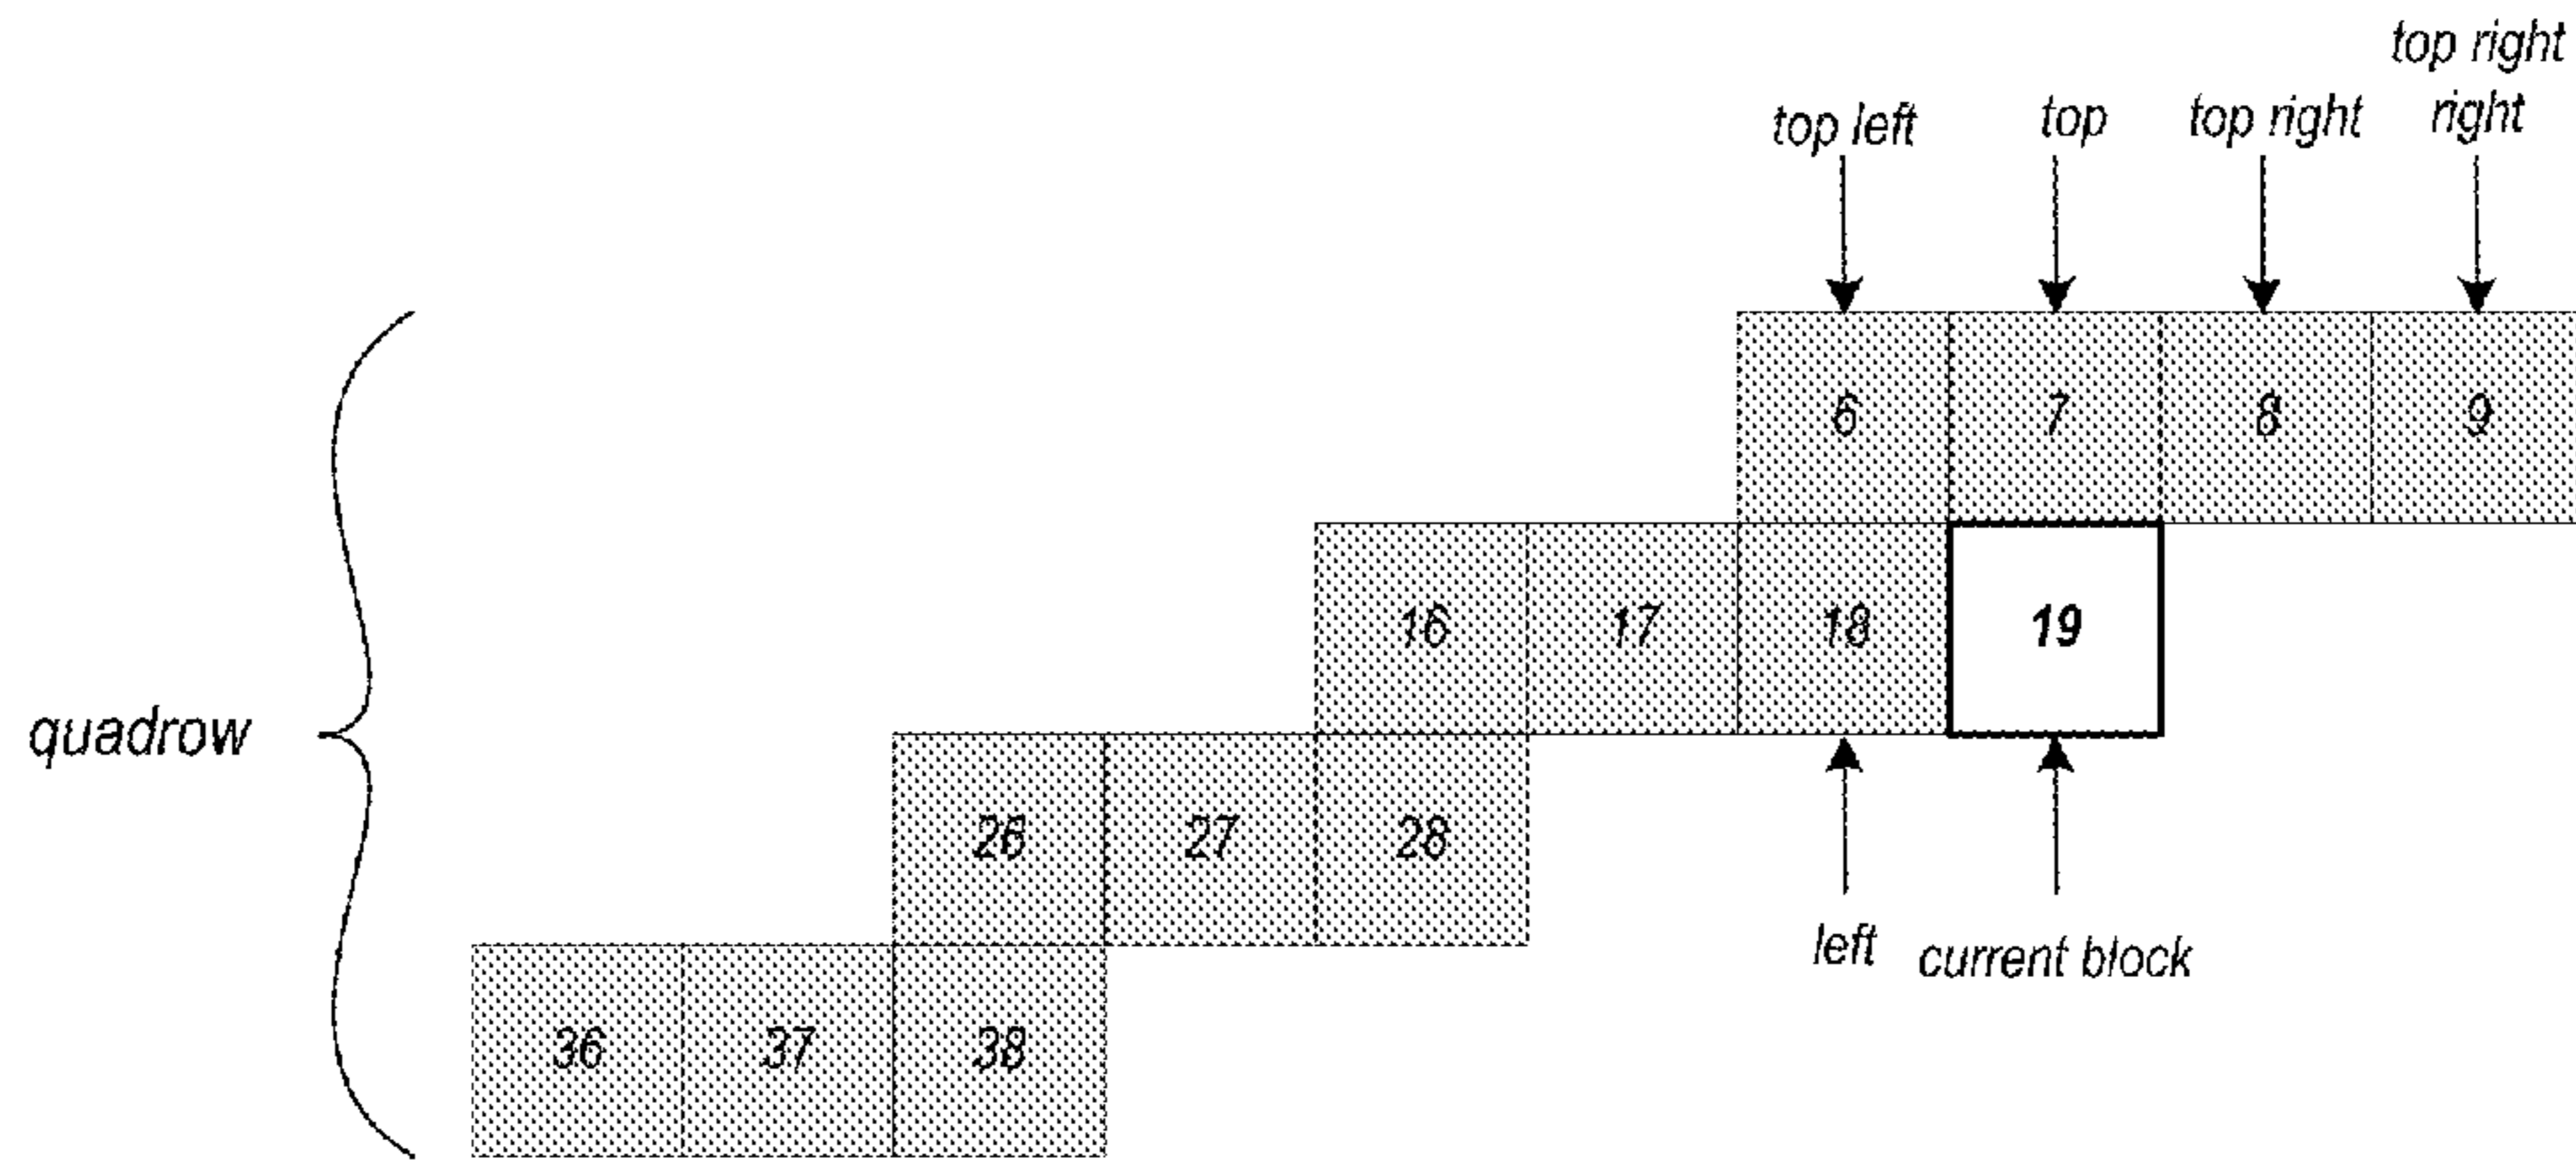 top right
top left top top right right
6 7 8 9
16 17 18 19
quadrow
26 27 28
left current block
36 37 38